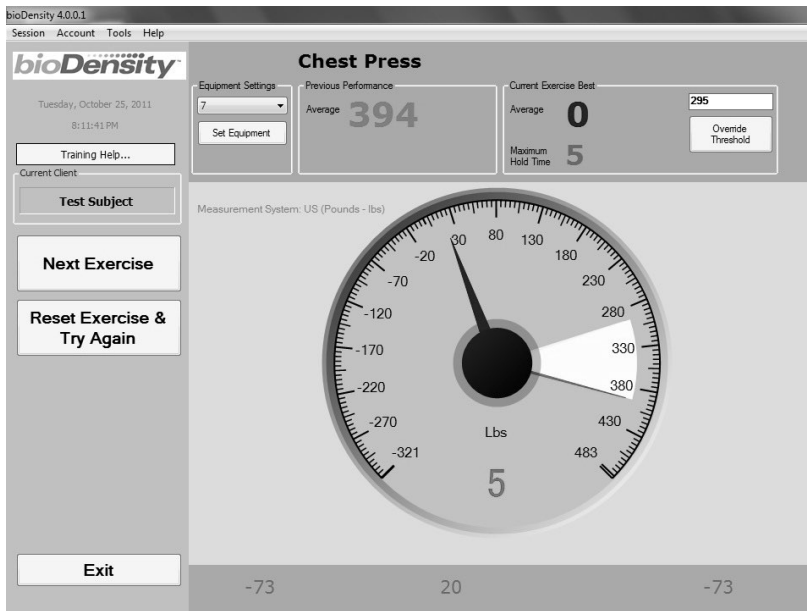 bioDensity 4.0.0.1
Session Account Tools Help
bioDensity
Tuesday, October 25, 2011
8:11:41 PM
Training Help...
Current Client
Test Subject
Next Exercise
Reset Exercise &
Try Again
Exit
Chest Press
Equipment Settings
7
Set Equipment
Previous Performance
Average 394
Current Exercise Best
Average 0
Maximum
Hold Time 5
295
Override
Threshold
Measurement System: US (Pounds - lbs)
-321
-270
-220
-170
-120
-70
-20
30
80
130
180
230
280
330
380
430
483
Lbs
5
-73 20 -73